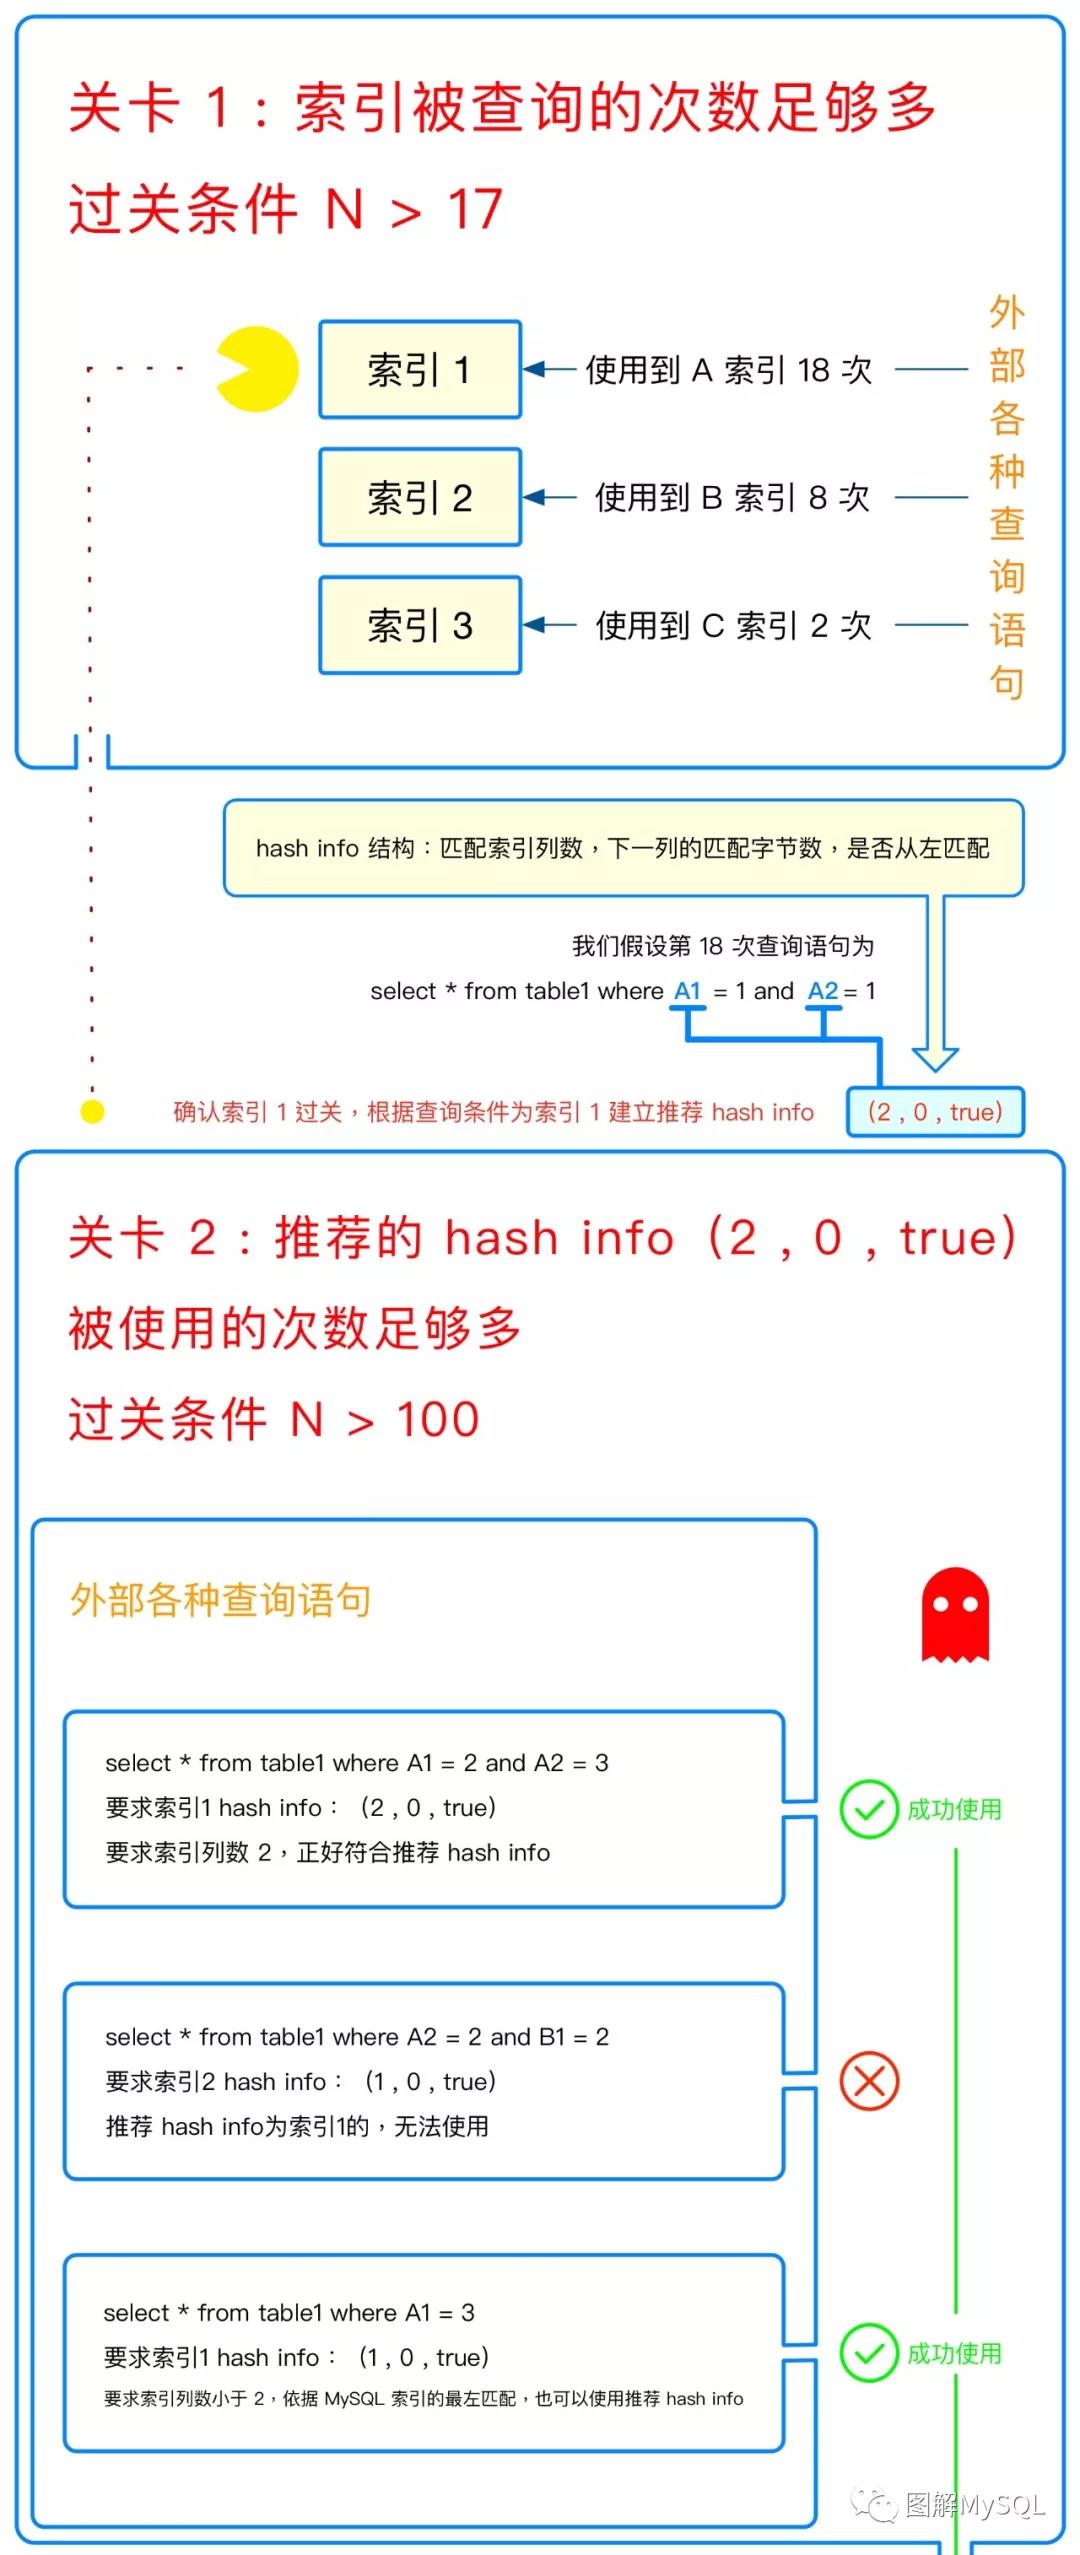 关卡 1：索引被查询的次数足够多
过关条件 N > 17
索引 1
使用到 A 索引 18 次
索引 2
使用到 B 索引 8 次
索引 3
使用到 C 索引 2 次
外部各种查询语句
hash info 结构：匹配索引列数，下一列的匹配字节数，是否从左匹配
我们假设第 18 次查询语句为
select * from table1 where A1 = 1 and A2 = 1
确认索引 1 过关，根据查询条件为索引 1 建立推荐 hash info
（2 , 0 , true）
关卡 2：推荐的 hash info（2 , 0 , true）
被使用的次数足够多
过关条件 N > 100
外部各种查询语句
select * from table1 where A1 = 2 and A2 = 3
要求索引1 hash info：（2 , 0 , true）
要求索引列数 2，正好符合推荐 hash info
成功使用
select * from table1 where A2 = 2 and B1 = 2
要求索引2 hash info：（1 , 0 , true）
推荐 hash info为索引1的，无法使用
select * from table1 where A1 = 3
要求索引1 hash info：（1 , 0 , true）
要求索引列数小于 2，依据 MySQL 索引的最左匹配，也可以使用推荐 hash info
成功使用
图解MySQL